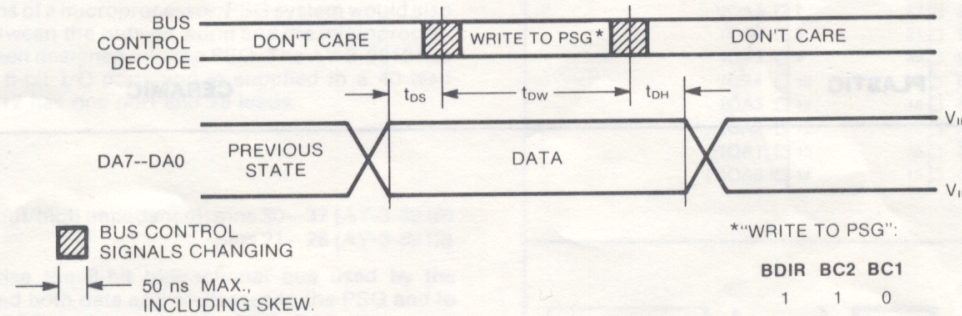 BUS
CONTROL
DECODE
DON'T CARE
WRITE TO PSG*
DON'T CARE
tDS
tDW
tDH
DA7--DA0
PREVIOUS
STATE
DATA
BUS CONTROL
SIGNALS CHANGING
50 ns MAX.,
INCLUDING SKEW.
*"WRITE TO PSG":
BDIR BC2 BC1
1 1 0